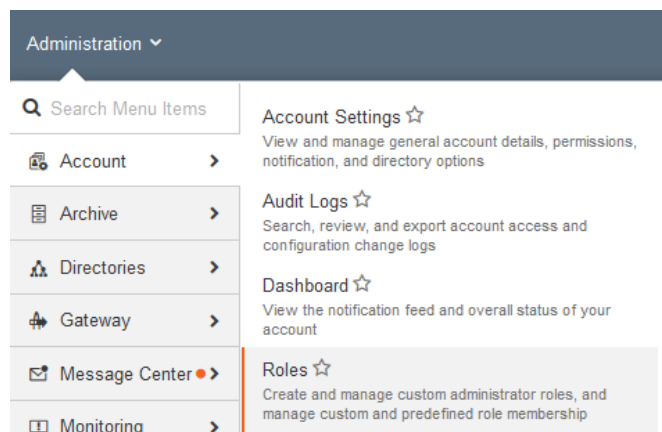 Administration
Search Menu Items
Account
Archive
Directories
Gateway
Message Center
Monitoring
Account Settings
View and manage general account details, permissions,
notification, and directory options
Audit Logs
Search, review, and export account access and
configuration change logs
Dashboard
View the notification feed and overall status of your
account
Roles
Create and manage custom administrator roles, and
manage custom and predefined role membership